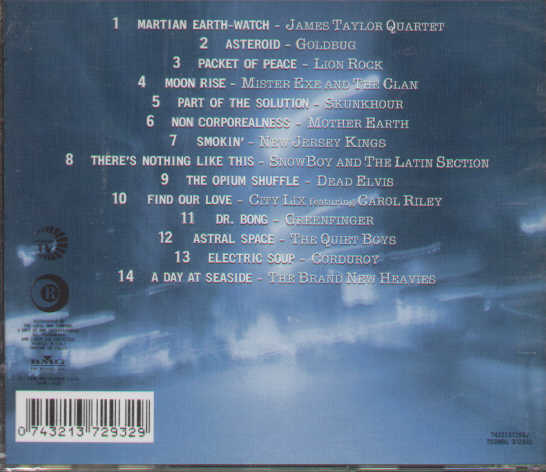 1 MARTIAN EARTH-WATCH - JAMES TAYLOR QUARTET
2 ASTEROID - GOLDBUG
3 PACKET OF PEACE - LION ROCK
4 MOON RISE - MISTER EXE AND THE CLAN
5 PART OF THE SOLUTION - SKUNKHOUR
6 NON CORPOREALNESS - MOTHER EARTH
7 SMOKIN' - NEW JERSEY KINGS
8 THERE'S NOTHING LIKE THIS - SNOWBOY AND THE LATIN SECTION
9 THE OPIUM SHUFFLE - DEAD ELVIS
10 FIND OUR LOVE - CITY LIX featuring CAROL RILEY
11 DR. BONG - GREENFINGER
12 ASTRAL SPACE - THE QUIET BOYS
13 ELECTRIC SOUP - CORDUROY
14 A DAY AT SEASIDE - THE BRAND NEW HEAVIES
TV
R
BMG
0 743213 729329